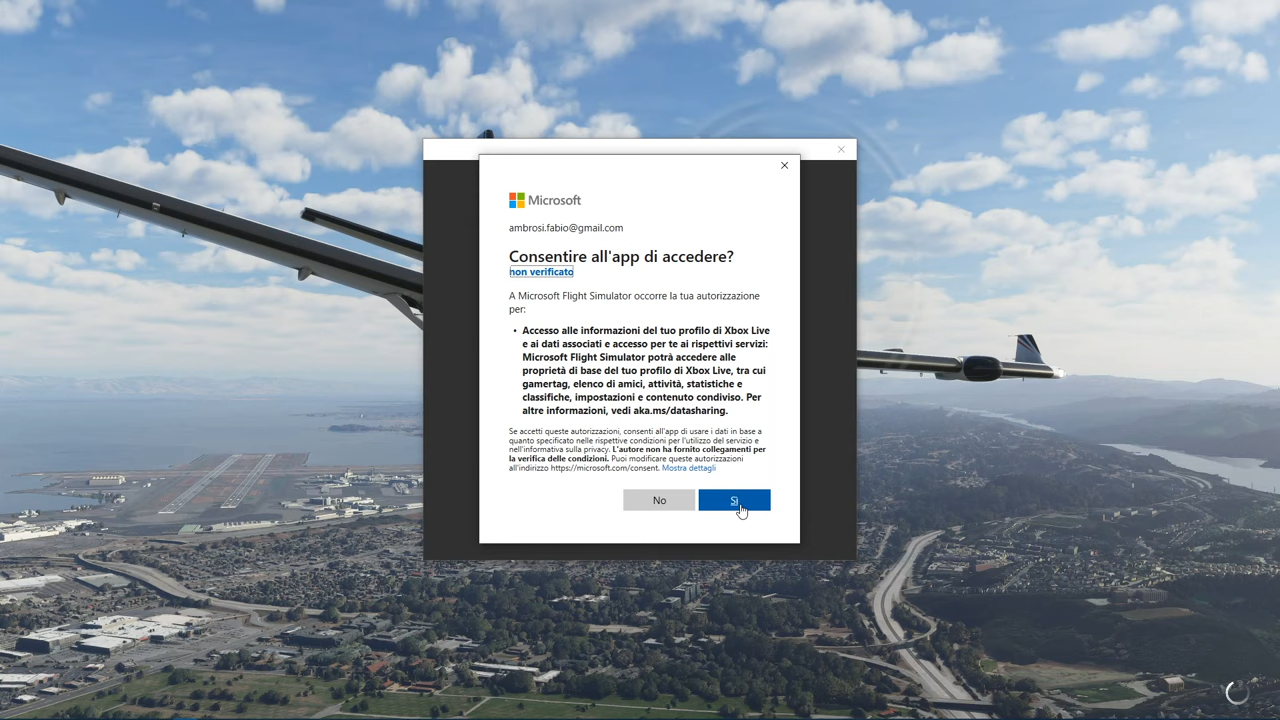 Microsoft
ambrosi.fabio@gmail.com
Consentire all'app di accedere?
non verificato
A Microsoft Flight Simulator occorre la tua autorizzazione
per:
• Accesso alle informazioni del tuo profilo di Xbox Live
e ai dati associati e accesso per te ai rispettivi servizi:
Microsoft Flight Simulator potrà accedere alle
proprietà di base del tuo profilo di Xbox Live, tra cui
gamertag, elenco di amici, attività, statistiche e
classifiche, impostazioni e contenuto condiviso. Per
altre informazioni, vedi aka.ms/datasharing.
Se accetti queste autorizzazioni, consenti all'app di usare i dati in base a
quanto specificato nelle rispettive condizioni per l'utilizzo del servizio e
nell'informativa sulla privacy. L'autore non ha fornito collegamenti per
la verifica delle condizioni. Puoi modificare queste autorizzazioni
all'indirizzo https://microsoft.com/consent. Mostra dettagli
No
Sì